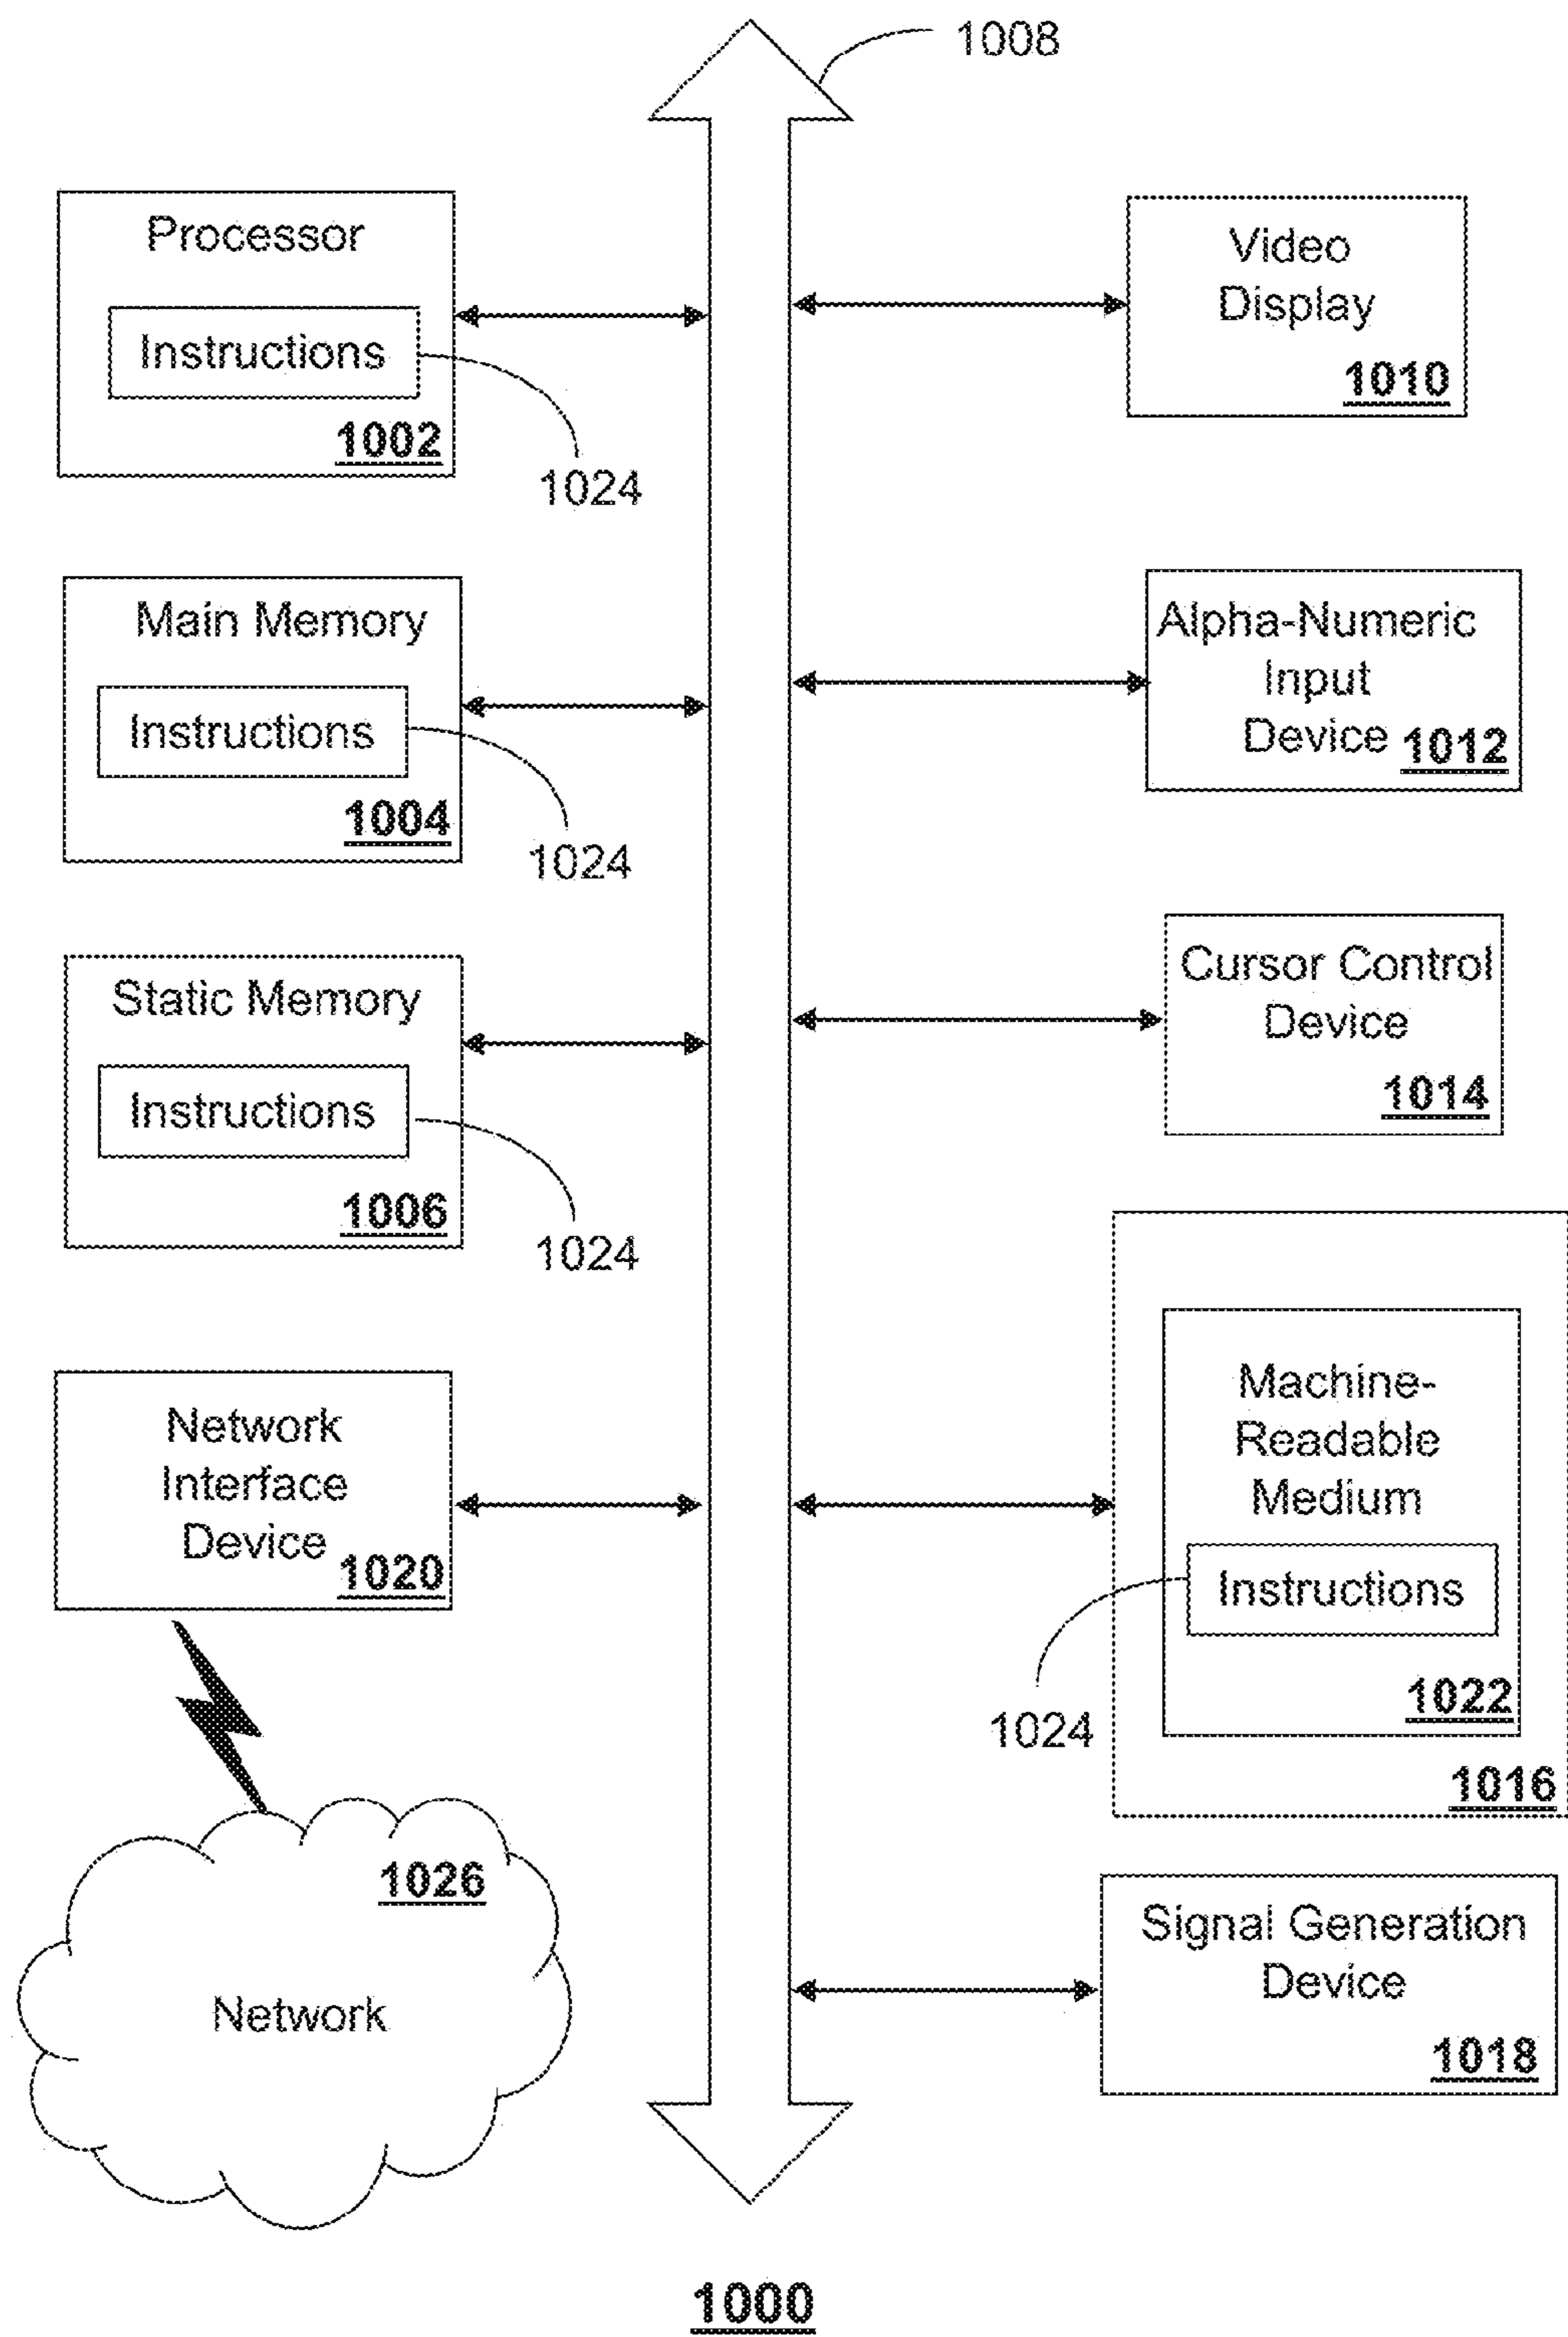 1008
Processor
Instructions
1002
1024
Main Memory
Instructions
1004
1024
Static Memory
Instructions
1006
1024
Network
Interface
Device
1020
1026
Network
Video
Display
1010
Alpha-Numeric
Input
Device 1012
Cursor Control
Device
1014
Machine-
Readable
Medium
Instructions
1024
1022
1016
Signal Generation
Device
1018
1000